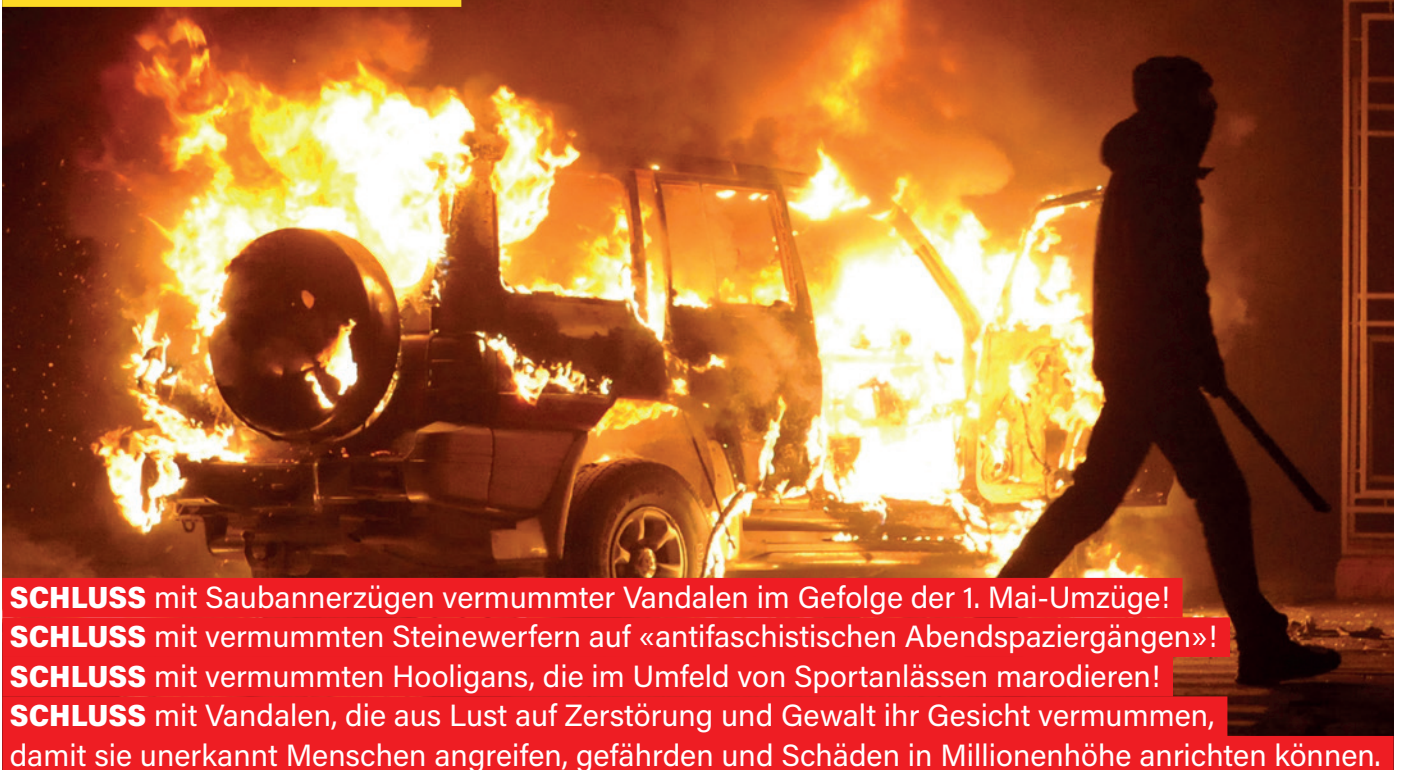 SCHLUSS mit Saubannerzügen vermummter Vandalen im Gefolge der 1. Mai-Umzüge!
SCHLUSS mit vermummten Steinewerfern auf «antifaschistischen Abendspaziergängen»!
SCHLUSS mit vermummten Hooligans, die im Umfeld von Sportanlässen marodieren!
SCHLUSS mit Vandalen, die aus Lust auf Zerstörung und Gewalt ihr Gesicht vermummen,
damit sie unerkannt Menschen angreifen, gefährden und Schäden in Millionenhöhe anrichten können.